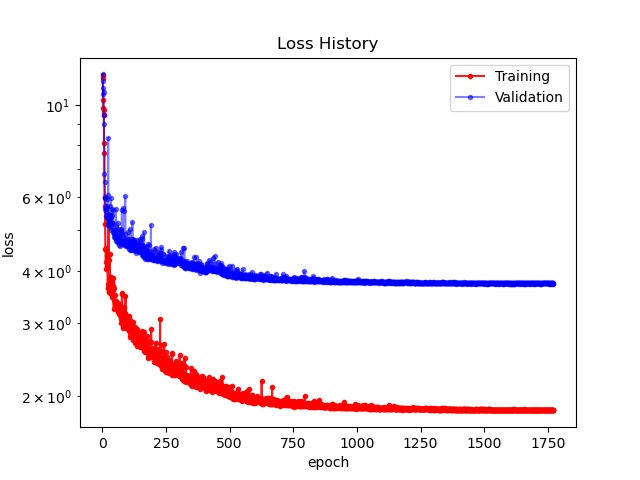 Loss History
Training
Validation
10¹
6 × 10⁰
4 × 10⁰
3 × 10⁰
2 × 10⁰
loss
0 250 500 750 1000 1250 1500 1750
epoch